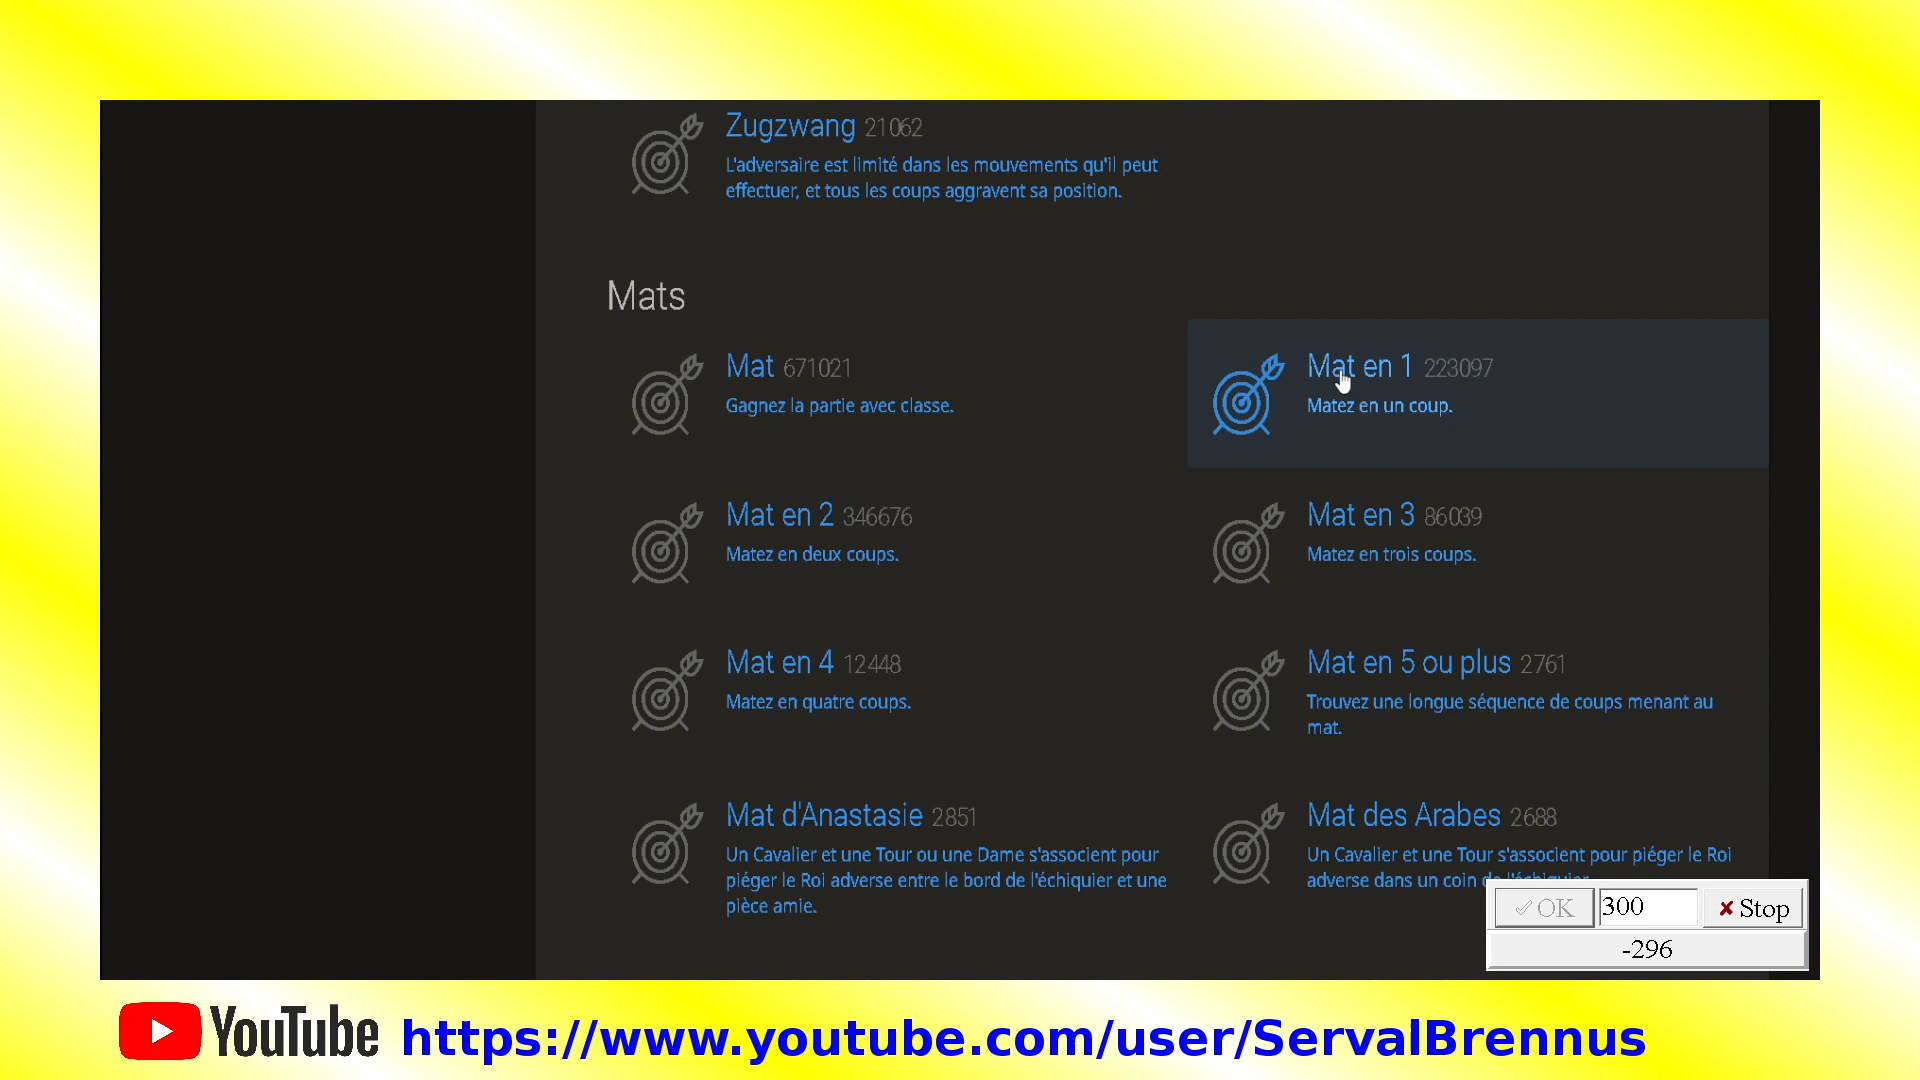 Zugzwang 21062
L'adversaire est limité dans les mouvements qu'il peut
effectuer, et tous les coups aggravent sa position.
Mats
Mat 671021
Gagnez la partie avec classe.
Mat en 1 223097
Matez en un coup.
Mat en 2 346676
Matez en deux coups.
Mat en 3 86039
Matez en trois coups.
Mat en 4 12448
Matez en quatre coups.
Mat en 5 ou plus 2761
Trouvez une longue séquence de coups menant au
mat.
Mat d'Anastasie 2851
Un Cavalier et une Tour ou une Dame s'associent pour
piéger le Roi adverse entre le bord de l'échiquier et une
pièce amie.
Mat des Arabes 2688
Un Cavalier et une Tour s'associent pour piéger le Roi
adverse dans un coin de l'échiquier.
OK 300 Stop
-296
YouTube https://www.youtube.com/user/ServalBrennus